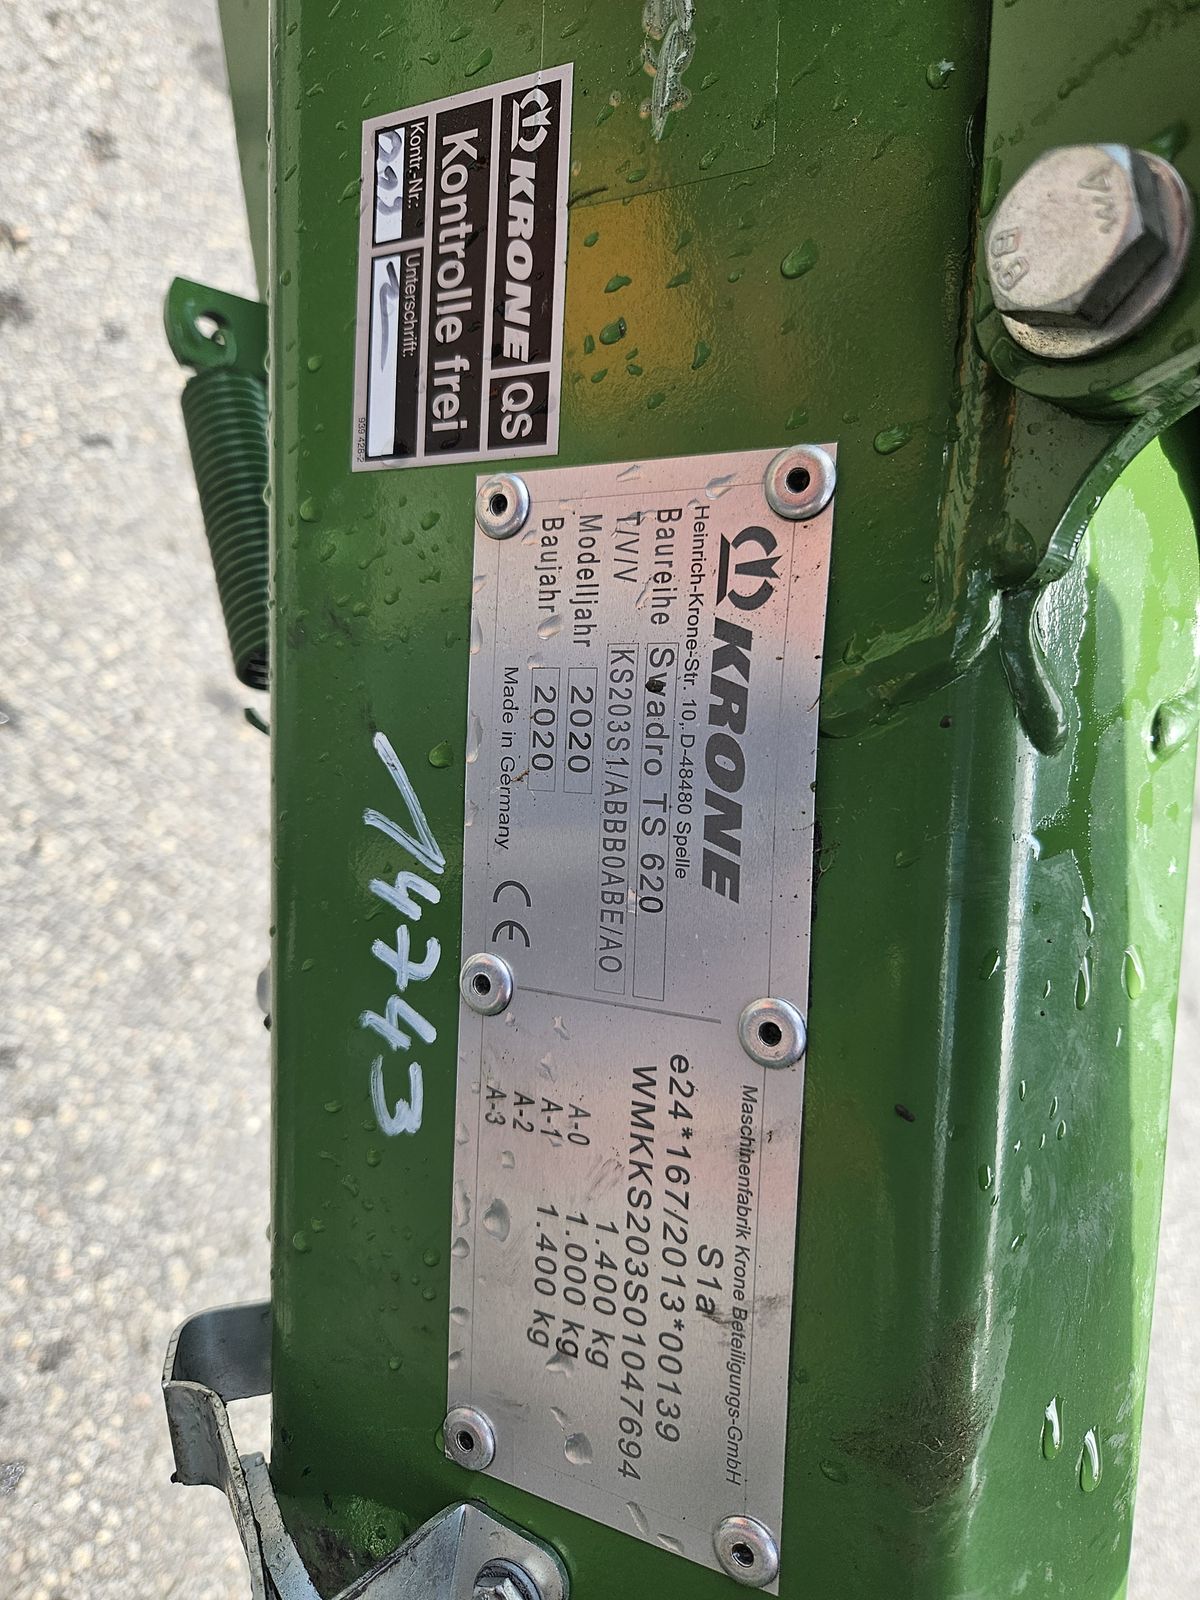 KRONE QS
Kontrolle frei
Kontr.-Nr.: Unterschrift:
939 428-2
KRONE
Heinrich-Krone-Str. 10, D-48480 Spelle
Baureihe Swadro TS 620
T/V/V KS203S1/ABBB0ABE/A0
Modelljahr 2020
Baujahr 2020
Made in Germany CE
Maschinenfabrik Krone Beteiligungs-GmbH
S1a
e24*167/2013*00139
WMKKS203S01047694
1.400 kg
A-0 1.000 kg
A-1 1.400 kg
A-2
A-3
14743